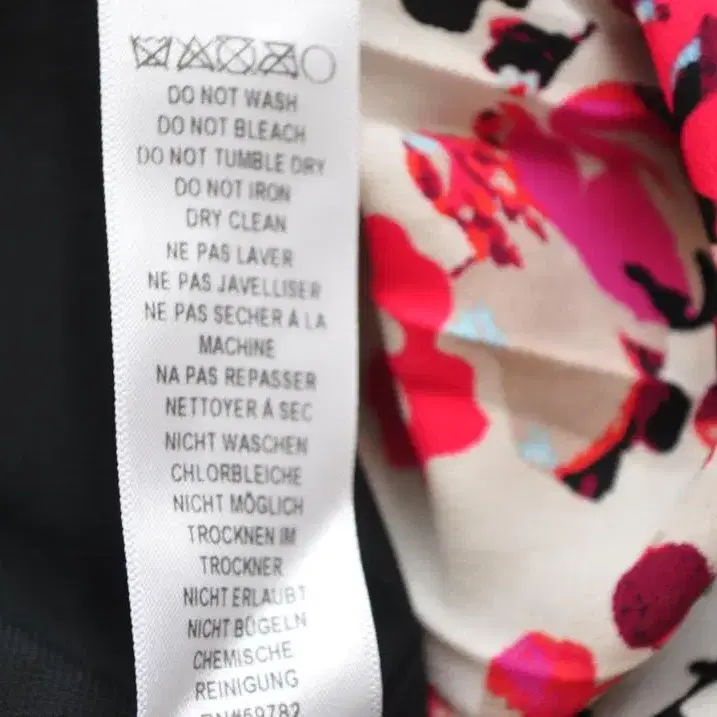 DO NOT WASH
DO NOT BLEACH
DO NOT TUMBLE DRY
DO NOT IRON
DRY CLEAN
NE PAS LAVER
NE PAS JAVELLISER
NE PAS SECHER Á LA
MACHINE
NA PAS REPASSER
NETTOYER Á SEC
NICHT WASCHEN
CHLORBLEICHE
NICHT MÖGLICH
TROCKNEN IM
TROCKNER
NICHT ERLAUBT
NICHT BÜGELN
CHEMISCHE
REINIGUNG
RN#59782